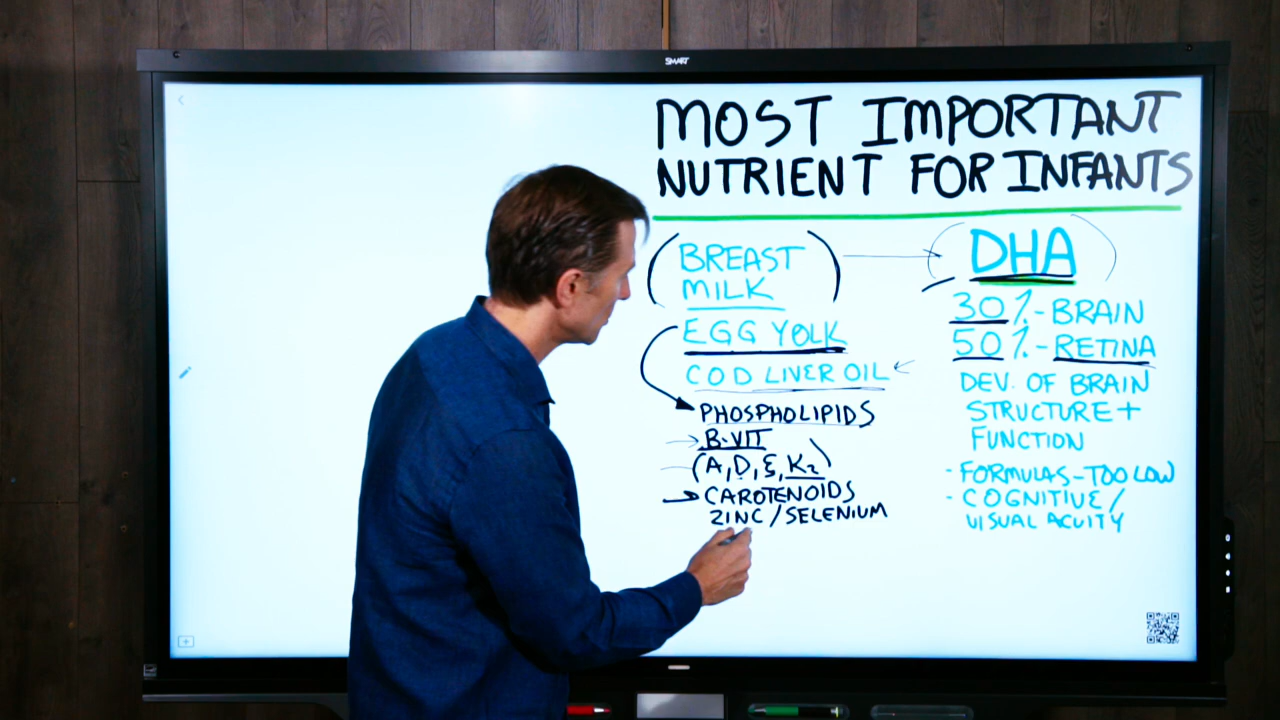 SMART
MOST IMPORTANT
NUTRIENT FOR INFANTS
BREAST
MILK
EGG YOLK
COD LIVER OIL
PHOSPHOLIPIDS
B-VIT
(A, D, E, K2)
CAROTENOIDS
ZINC/SELENIUM
DHA
30%-BRAIN
50%-RETINA
DEV. OF BRAIN
STRUCTURE +
FUNCTION
- FORMULAS-TOO LOW
- COGNITIVE/
VISUAL ACUITY